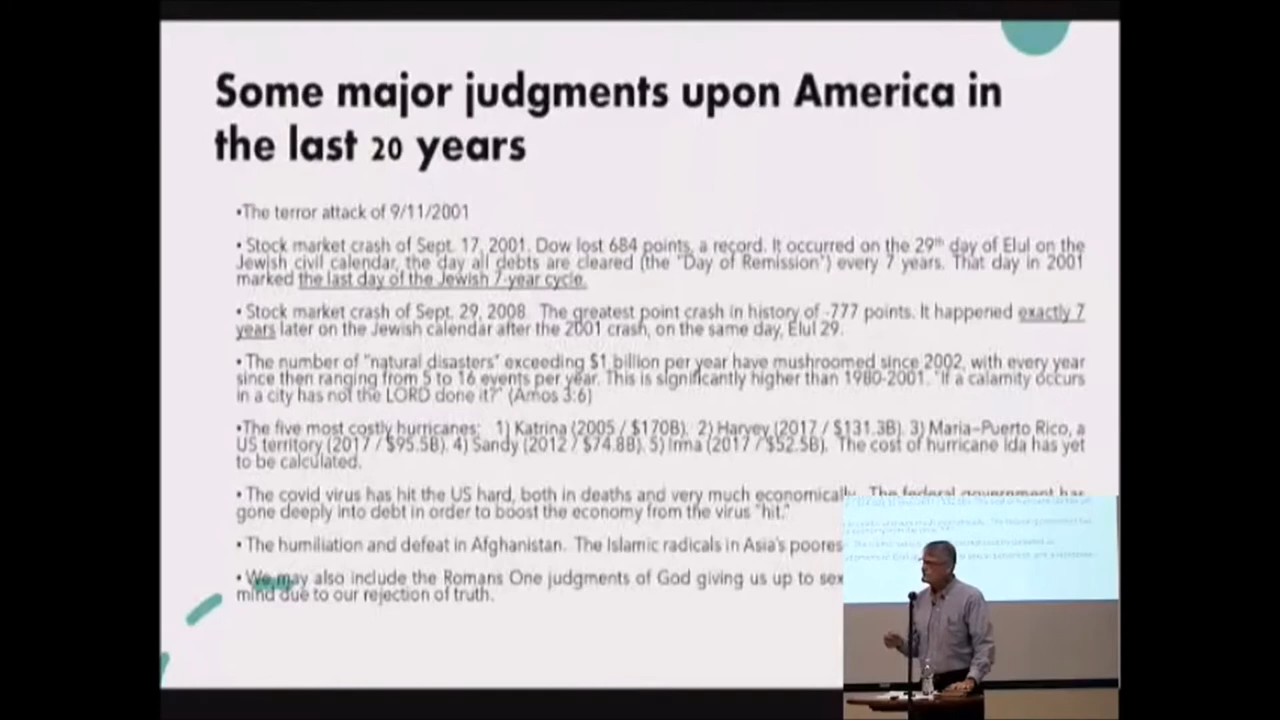 Some major judgments upon America in
the last 20 years
•The terror attack of 9/11/2001
• Stock market crash of Sept. 17, 2001. Dow lost 684 points, a record. It occurred on the 29th day of Elul on the
Jewish civil calendar, the day all debts are cleared (the "Day of Remission") every 7 years. That day in 2001
marked the last day of the Jewish 7-year cycle.
• Stock market crash of Sept. 29, 2008. The greatest point crash in history of -777 points. It happened exactly 7
years later on the Jewish calendar after the 2001 crash, on the same day, Elul 29.
• The number of "natural disasters" exceeding $1 billion per year have mushroomed since 2002, with every year
since then ranging from 5 to 16 events per year. This is significantly higher than 1980-2001. "If a calamity occurs
in a city has not the LORD done it?" (Amos 3:6)
•The five most costly hurricanes: 1) Katrina (2005 / $170B). 2) Harvey (2017 / $131.3B). 3) Maria–Puerto Rico, a
US territory (2017 / $95.5B). 4) Sandy (2012 / $74.8B). 5) Irma (2017 / $52.5B). The cost of hurricane Ida has yet
to be calculated.
• The covid virus has hit the US hard, both in deaths and very much economically. The federal government has
gone deeply into debt in order to boost the economy from the virus "hit."
• The humiliation and defeat in Afghanistan. The Islamic radicals in Asia's poores
• We may also include the Romans One judgments of God giving us up to sex
mind due to our rejection of truth.